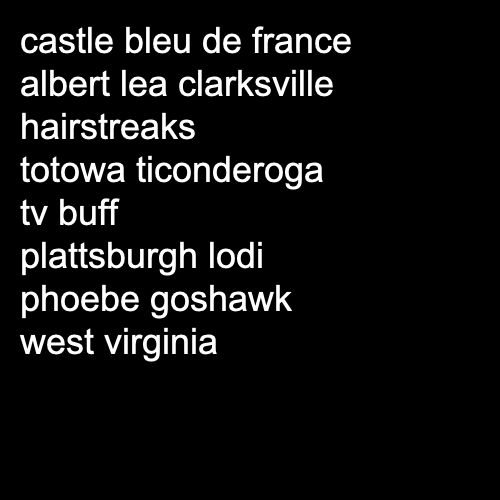 castle bleu de france
albert lea clarksville
hairstreaks
totowa ticonderoga
tv buff
plattsburgh lodi
phoebe goshawk
west virginia